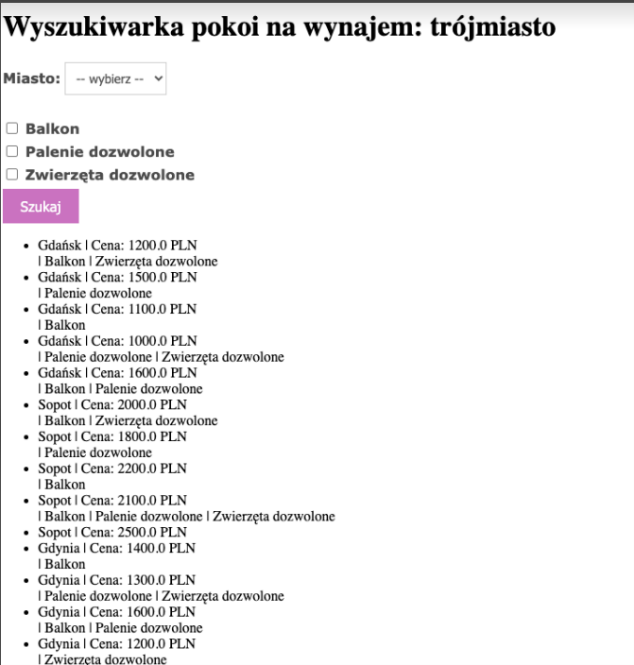 Wyszukiwarka pokoi na wynajem: trójmiasto
Miasto: -- wybierz --
Balkon
Palenie dozwolone
Zwierzęta dozwolone
Szukaj
• Gdańsk | Cena: 1200.0 PLN
| Balkon | Zwierzęta dozwolone
• Gdańsk | Cena: 1500.0 PLN
| Palenie dozwolone
• Gdańsk | Cena: 1100.0 PLN
| Balkon
• Gdańsk | Cena: 1000.0 PLN
| Palenie dozwolone | Zwierzęta dozwolone
• Gdańsk | Cena: 1600.0 PLN
| Balkon | Palenie dozwolone
• Sopot | Cena: 2000.0 PLN
| Balkon | Zwierzęta dozwolone
• Sopot | Cena: 1800.0 PLN
| Palenie dozwolone
• Sopot | Cena: 2200.0 PLN
| Balkon
• Sopot | Cena: 2100.0 PLN
| Balkon | Palenie dozwolone | Zwierzęta dozwolone
• Sopot | Cena: 2500.0 PLN
• Gdynia | Cena: 1400.0 PLN
| Balkon
• Gdynia | Cena: 1300.0 PLN
| Palenie dozwolone | Zwierzęta dozwolone
• Gdynia | Cena: 1600.0 PLN
| Balkon | Palenie dozwolone
• Gdynia | Cena: 1200.0 PLN
| Zwierzęta dozwolone